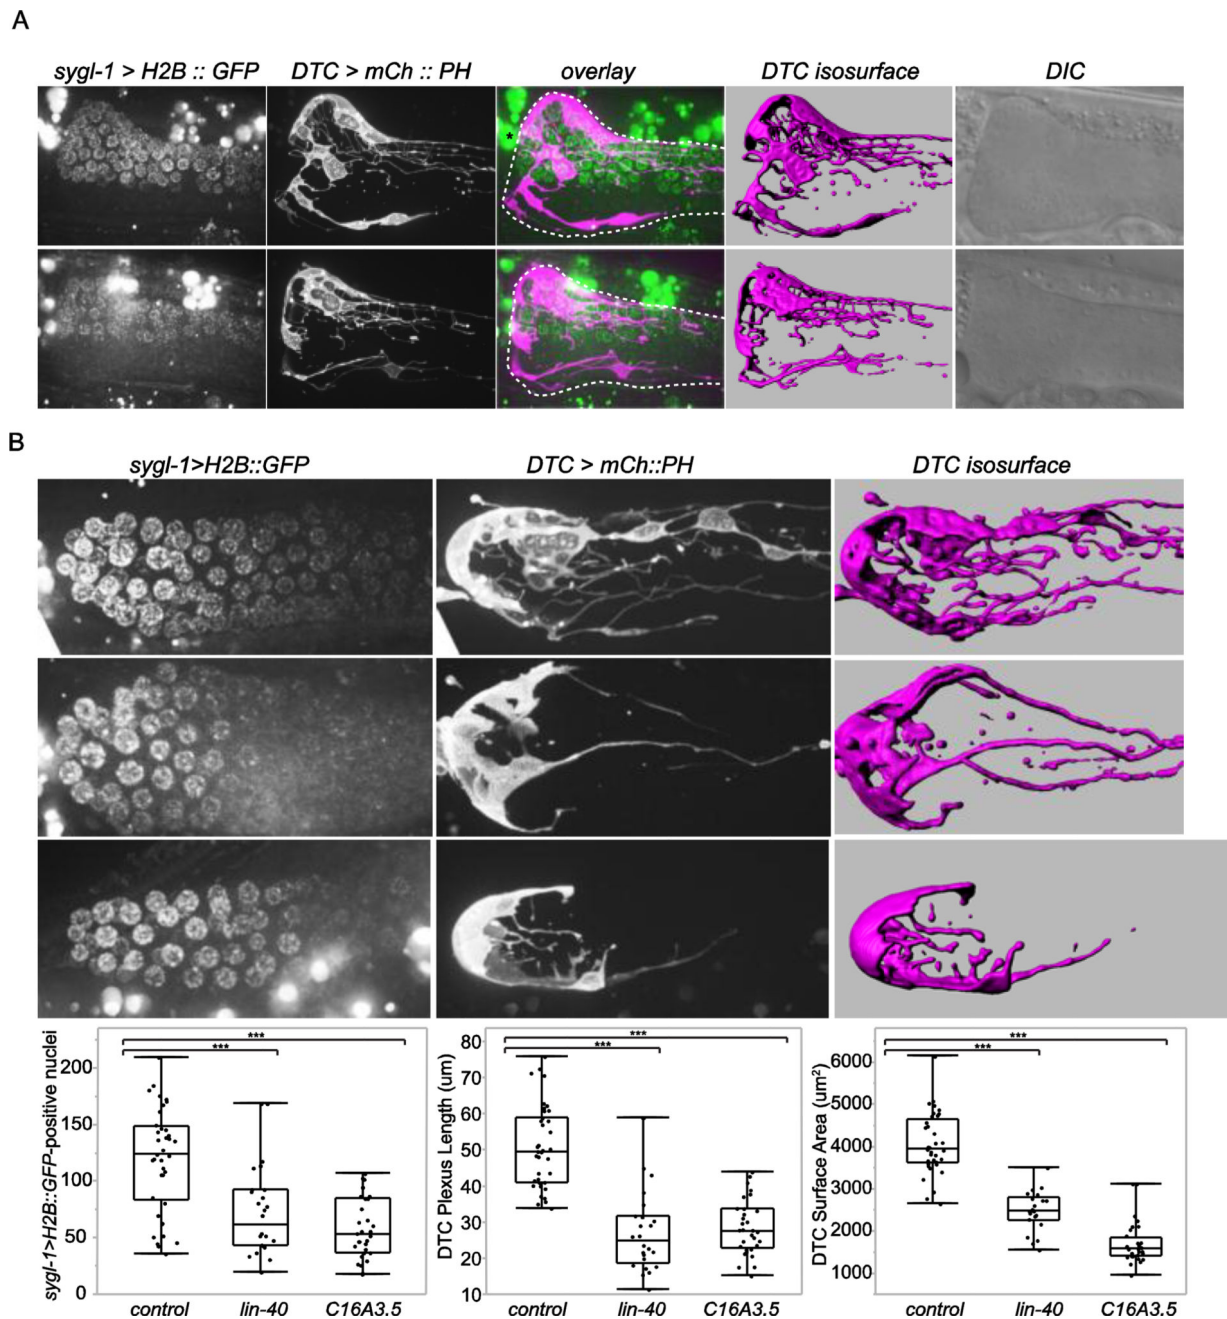 A
sygl-1 > H2B :: GFP DTC > mCh :: PH overlay DTC isosurface DIC
*
B
sygl-1>H2B::GFP DTC > mCh::PH DTC isosurface
sygl-1>H2B::GFP-positive nuclei
200
150
100
50
0
***
***
control lin-40 C16A3.5
DTC Plexus Length (um)
80
70
60
50
40
30
20
10
***
***
control lin-40 C16A3.5
DTC Surface Area (um²)
6000
5000
4000
3000
2000
1000
***
***
control lin-40 C16A3.5